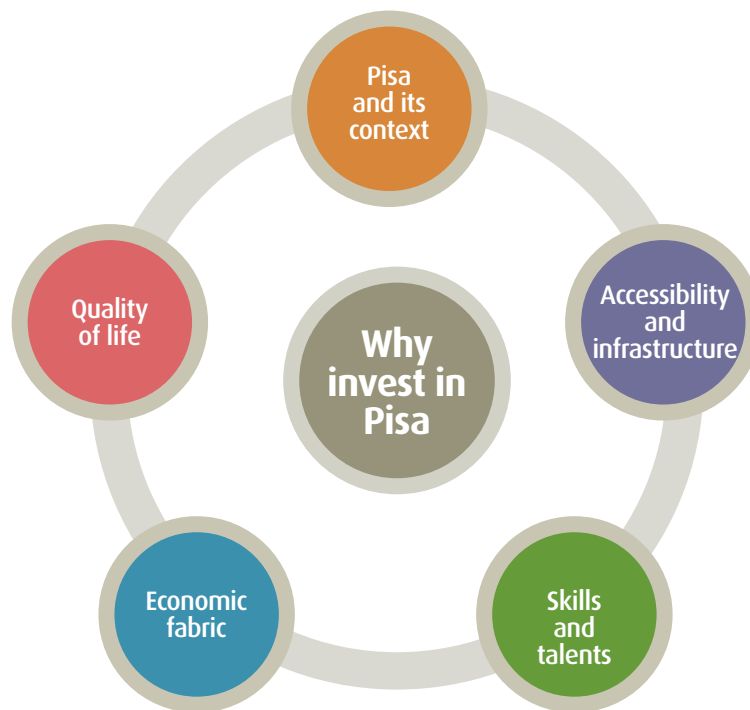 Pisa
and its
context
Accessibility
and
infrastructure
Skills
and
talents
Economic
fabric
Quality
of life
Why
invest in
Pisa